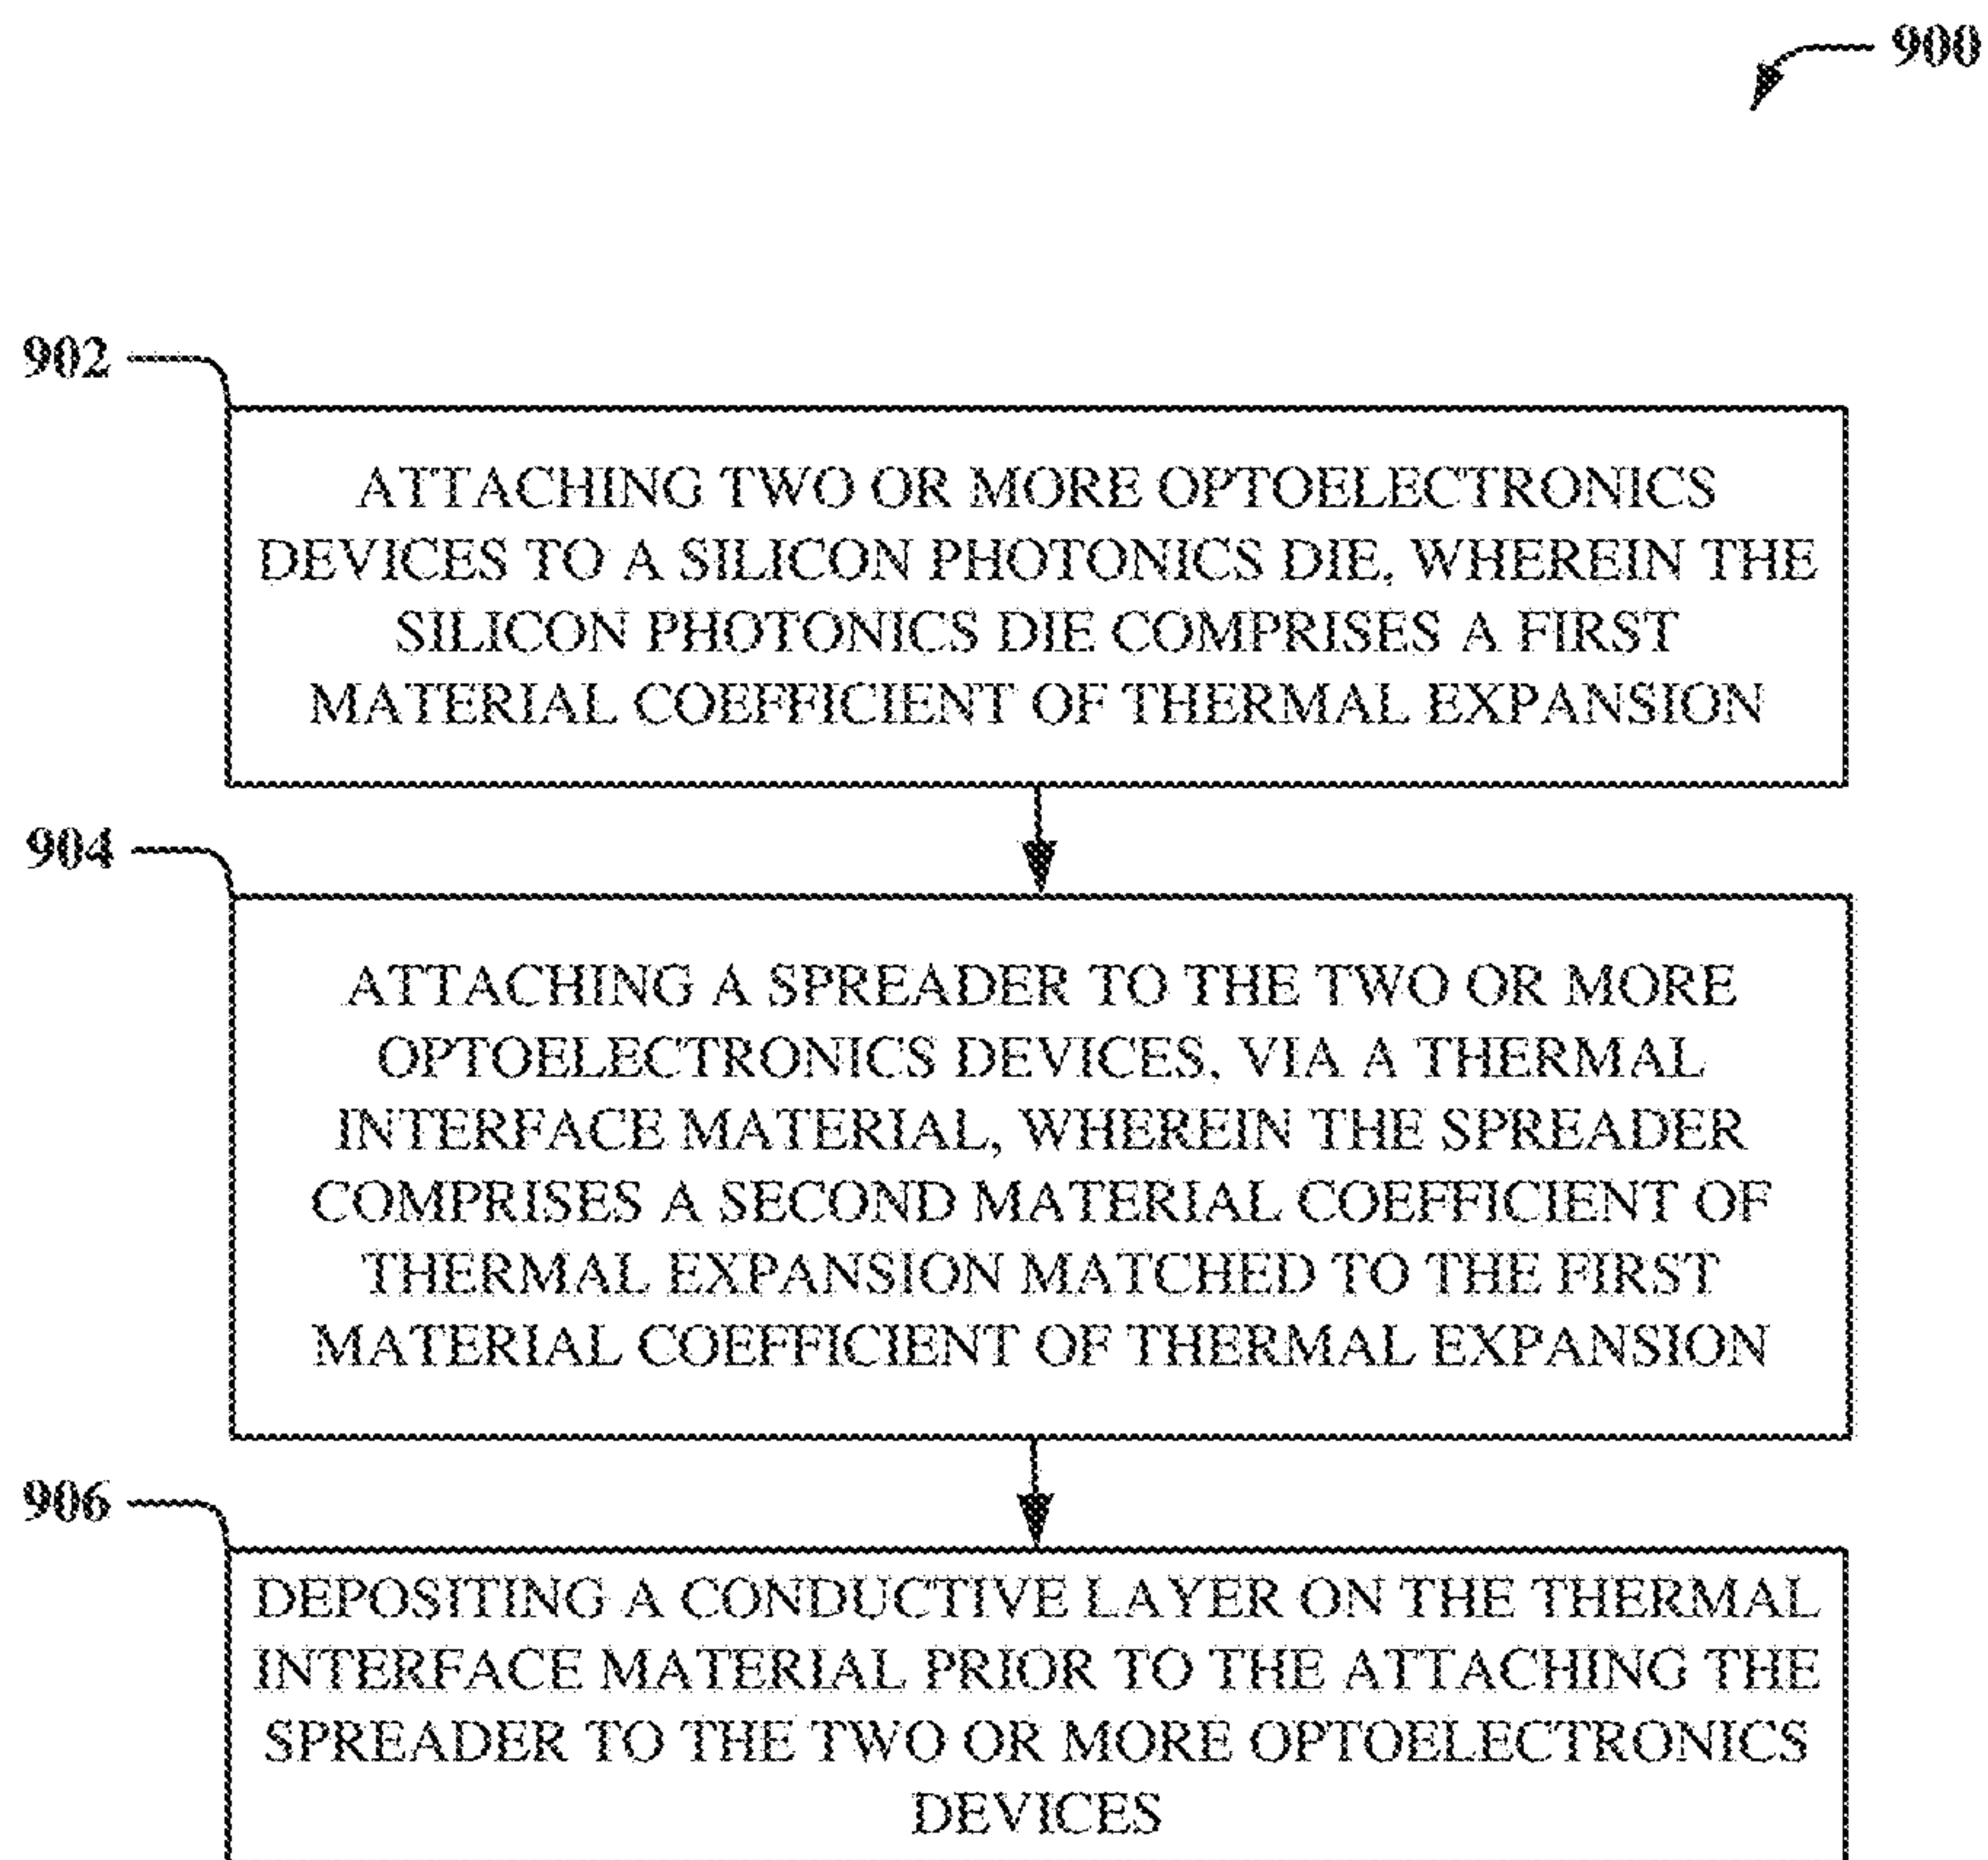 900
902
ATTACHING TWO OR MORE OPTOELECTRONICS
DEVICES TO A SILICON PHOTONICS DIE, WHEREIN THE
SILICON PHOTONICS DIE COMPRISES A FIRST
MATERIAL COEFFICIENT OF THERMAL EXPANSION
904
ATTACHING A SPREADER TO THE TWO OR MORE
OPTOELECTRONICS DEVICES, VIA A THERMAL
INTERFACE MATERIAL, WHEREIN THE SPREADER
COMPRISES A SECOND MATERIAL COEFFICIENT OF
THERMAL EXPANSION MATCHED TO THE FIRST
MATERIAL COEFFICIENT OF THERMAL EXPANSION
906
DEPOSITING A CONDUCTIVE LAYER ON THE THERMAL
INTERFACE MATERIAL PRIOR TO THE ATTACHING THE
SPREADER TO THE TWO OR MORE OPTOELECTRONICS
DEVICES